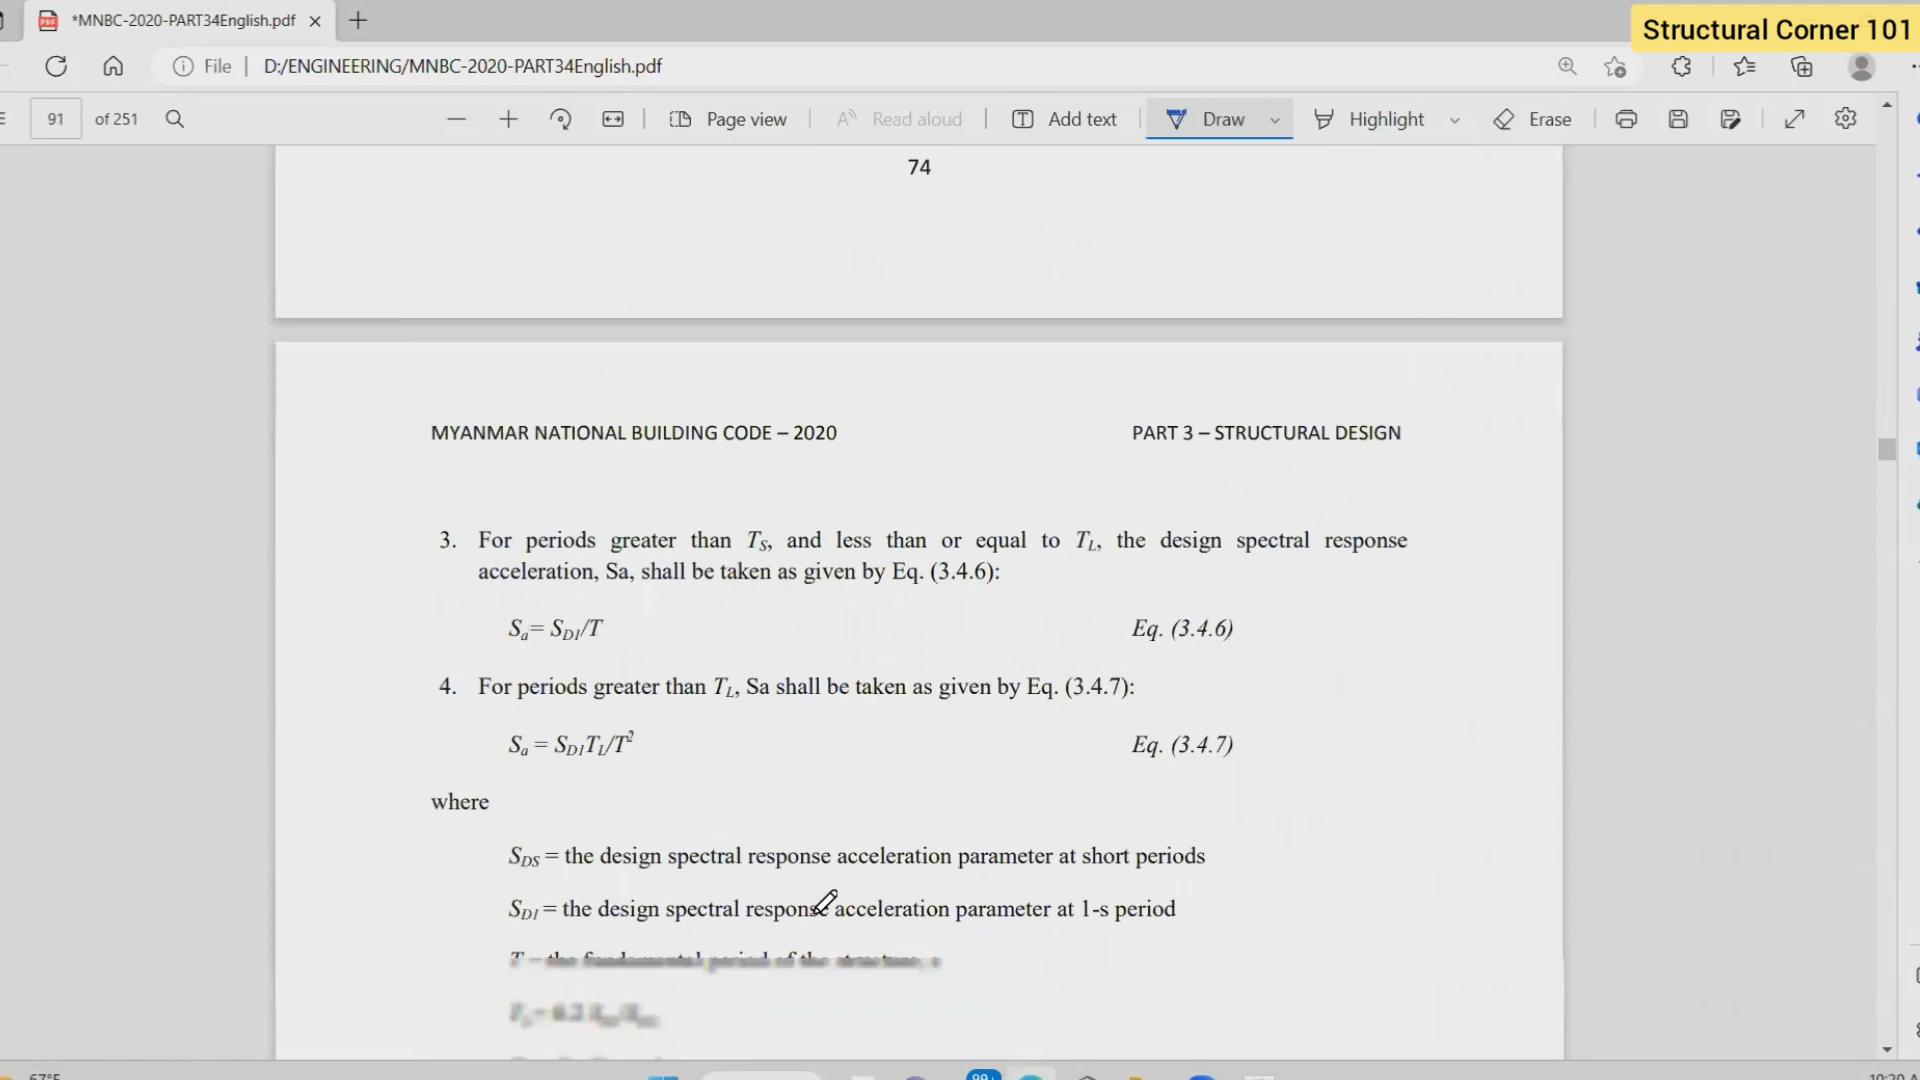 *MNBC-2020-PART34English.pdf
Structural Corner 101
File
D:/ENGINEERING/MNBC-2020-PART34English.pdf
91 of 251
Page view
Read aloud
Add text
Draw
Highlight
Erase
74
MYANMAR NATIONAL BUILDING CODE – 2020
PART 3 – STRUCTURAL DESIGN
3. For periods greater than TS, and less than or equal to TL, the design spectral response
acceleration, Sa, shall be taken as given by Eq. (3.4.6):
Sa= SD1/T Eq. (3.4.6)
4. For periods greater than TL, Sa shall be taken as given by Eq. (3.4.7):
Sa = SD1TL/T² Eq. (3.4.7)
where
SDS = the design spectral response acceleration parameter at short periods
SD1 = the design spectral response acceleration parameter at 1-s period
T = the fundamental period of the structure, s